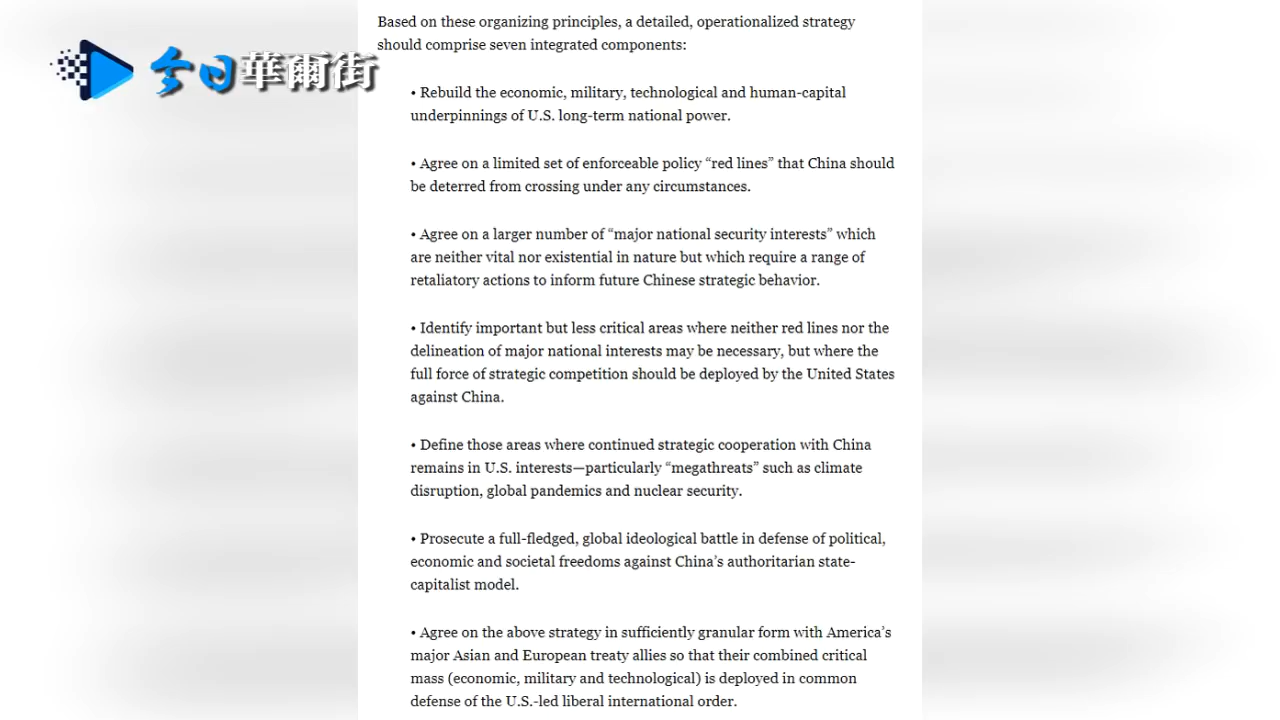 今日華爾街
Based on these organizing principles, a detailed, operationalized strategy
should comprise seven integrated components:
• Rebuild the economic, military, technological and human-capital
underpinnings of U.S. long-term national power.
• Agree on a limited set of enforceable policy “red lines” that China should
be deterred from crossing under any circumstances.
• Agree on a larger number of “major national security interests” which
are neither vital nor existential in nature but which require a range of
retaliatory actions to inform future Chinese strategic behavior.
• Identify important but less critical areas where neither red lines nor the
delineation of major national interests may be necessary, but where the
full force of strategic competition should be deployed by the United States
against China.
• Define those areas where continued strategic cooperation with China
remains in U.S. interests—particularly “megathreats” such as climate
disruption, global pandemics and nuclear security.
• Prosecute a full-fledged, global ideological battle in defense of political,
economic and societal freedoms against China’s authoritarian state-
capitalist model.
• Agree on the above strategy in sufficiently granular form with America’s
major Asian and European treaty allies so that their combined critical
mass (economic, military and technological) is deployed in common
defense of the U.S.-led liberal international order.